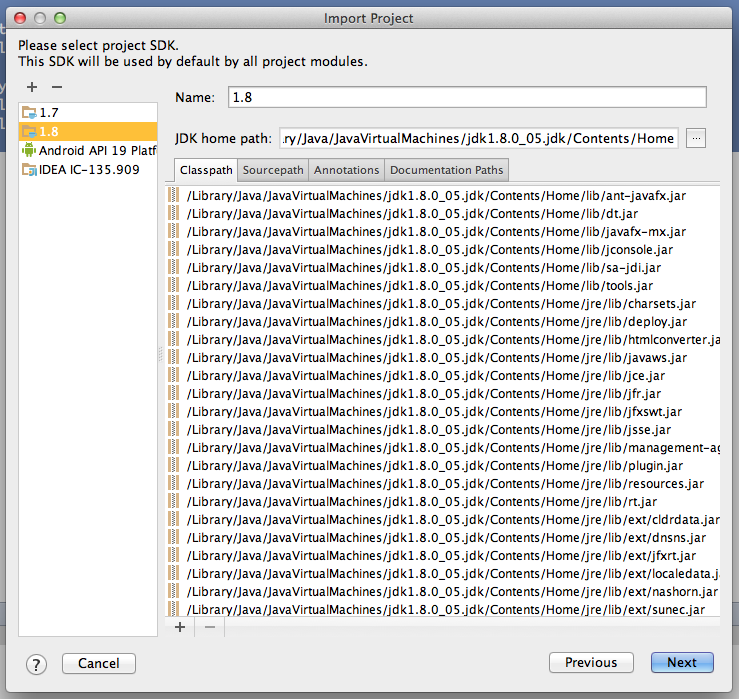 Import Project
Please select project SDK.
This SDK will be used by default by all project modules.
+ −
1.7
1.8
Android API 19 Platf
IDEA IC-135.909
Name: 1.8
JDK home path: ry/Java/JavaVirtualMachines/jdk1.8.0_05.jdk/Contents/Home ...
Classpath Sourcepath Annotations Documentation Paths
/Library/Java/JavaVirtualMachines/jdk1.8.0_05.jdk/Contents/Home/lib/ant-javafx.jar
/Library/Java/JavaVirtualMachines/jdk1.8.0_05.jdk/Contents/Home/lib/dt.jar
/Library/Java/JavaVirtualMachines/jdk1.8.0_05.jdk/Contents/Home/lib/javafx-mx.jar
/Library/Java/JavaVirtualMachines/jdk1.8.0_05.jdk/Contents/Home/lib/jconsole.jar
/Library/Java/JavaVirtualMachines/jdk1.8.0_05.jdk/Contents/Home/lib/sa-jdi.jar
/Library/Java/JavaVirtualMachines/jdk1.8.0_05.jdk/Contents/Home/lib/tools.jar
/Library/Java/JavaVirtualMachines/jdk1.8.0_05.jdk/Contents/Home/jre/lib/charsets.jar
/Library/Java/JavaVirtualMachines/jdk1.8.0_05.jdk/Contents/Home/jre/lib/deploy.jar
/Library/Java/JavaVirtualMachines/jdk1.8.0_05.jdk/Contents/Home/jre/lib/htmlconverter.ja
/Library/Java/JavaVirtualMachines/jdk1.8.0_05.jdk/Contents/Home/jre/lib/javaws.jar
/Library/Java/JavaVirtualMachines/jdk1.8.0_05.jdk/Contents/Home/jre/lib/jce.jar
/Library/Java/JavaVirtualMachines/jdk1.8.0_05.jdk/Contents/Home/jre/lib/jfr.jar
/Library/Java/JavaVirtualMachines/jdk1.8.0_05.jdk/Contents/Home/jre/lib/jfxswt.jar
/Library/Java/JavaVirtualMachines/jdk1.8.0_05.jdk/Contents/Home/jre/lib/jsse.jar
/Library/Java/JavaVirtualMachines/jdk1.8.0_05.jdk/Contents/Home/jre/lib/management-ag
/Library/Java/JavaVirtualMachines/jdk1.8.0_05.jdk/Contents/Home/jre/lib/plugin.jar
/Library/Java/JavaVirtualMachines/jdk1.8.0_05.jdk/Contents/Home/jre/lib/resources.jar
/Library/Java/JavaVirtualMachines/jdk1.8.0_05.jdk/Contents/Home/jre/lib/rt.jar
/Library/Java/JavaVirtualMachines/jdk1.8.0_05.jdk/Contents/Home/jre/lib/ext/cldrdata.jar
/Library/Java/JavaVirtualMachines/jdk1.8.0_05.jdk/Contents/Home/jre/lib/ext/dnsns.jar
/Library/Java/JavaVirtualMachines/jdk1.8.0_05.jdk/Contents/Home/jre/lib/ext/jfxrt.jar
/Library/Java/JavaVirtualMachines/jdk1.8.0_05.jdk/Contents/Home/jre/lib/ext/localedata.j
/Library/Java/JavaVirtualMachines/jdk1.8.0_05.jdk/Contents/Home/jre/lib/ext/nashorn.jar
/Library/Java/JavaVirtualMachines/jdk1.8.0_05.jdk/Contents/Home/jre/lib/ext/sunec.jar
+ −
? Cancel Previous Next